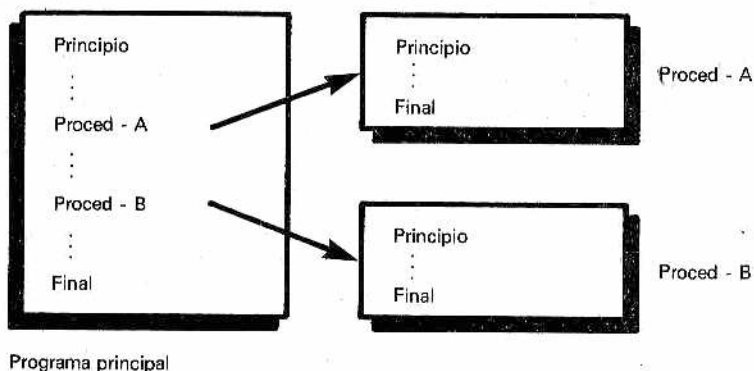 Principio
⋮
Proced - A
⋮
Proced - B
⋮
Final
Programa principal
Principio
⋮
Final
Proced - A
Principio
⋮
Final
Proced - B